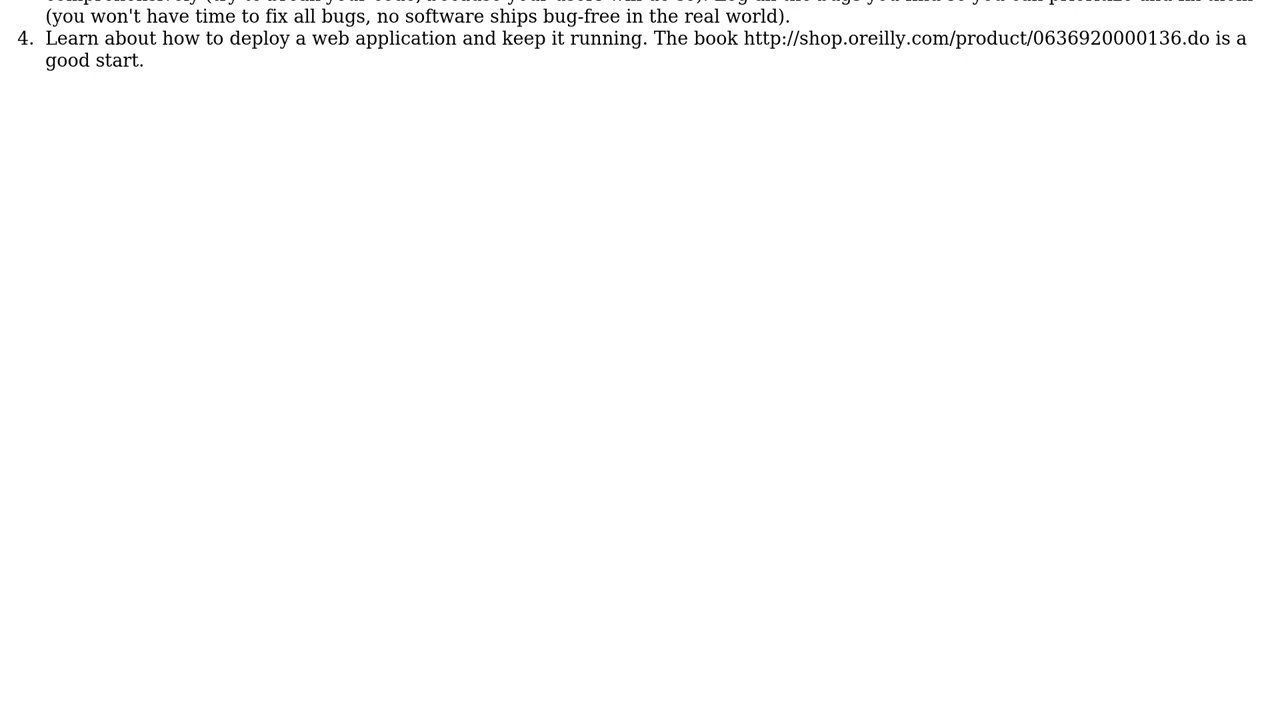 (you won't have time to fix all bugs, no software ships bug-free in the real world).
4. Learn about how to deploy a web application and keep it running. The book http://shop.oreilly.com/product/0636920000136.do is a
good start.